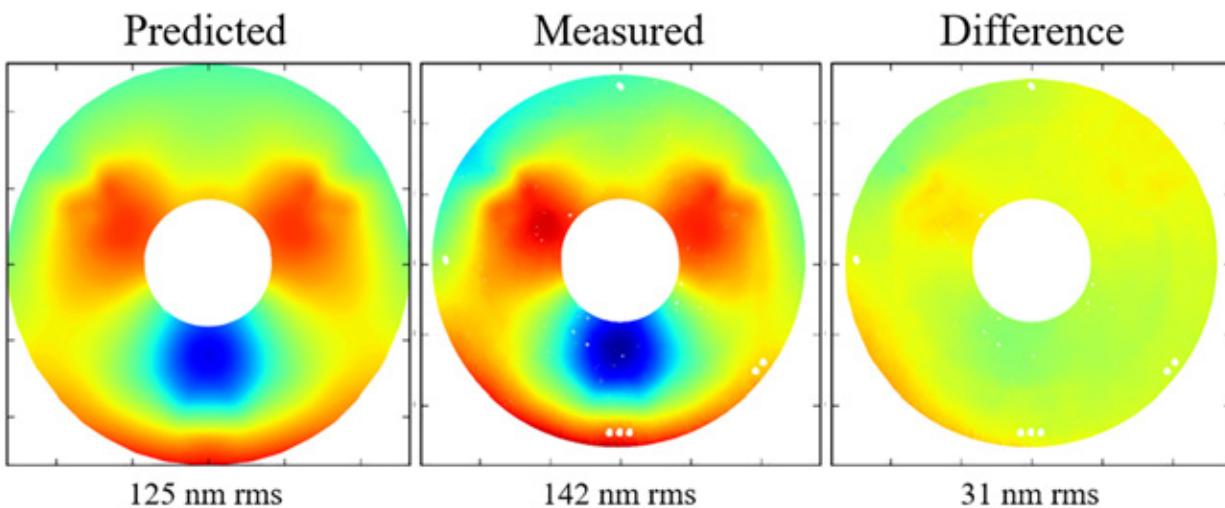 Predicted
Measured
Difference
125 nm rms
142 nm rms
31 nm rms